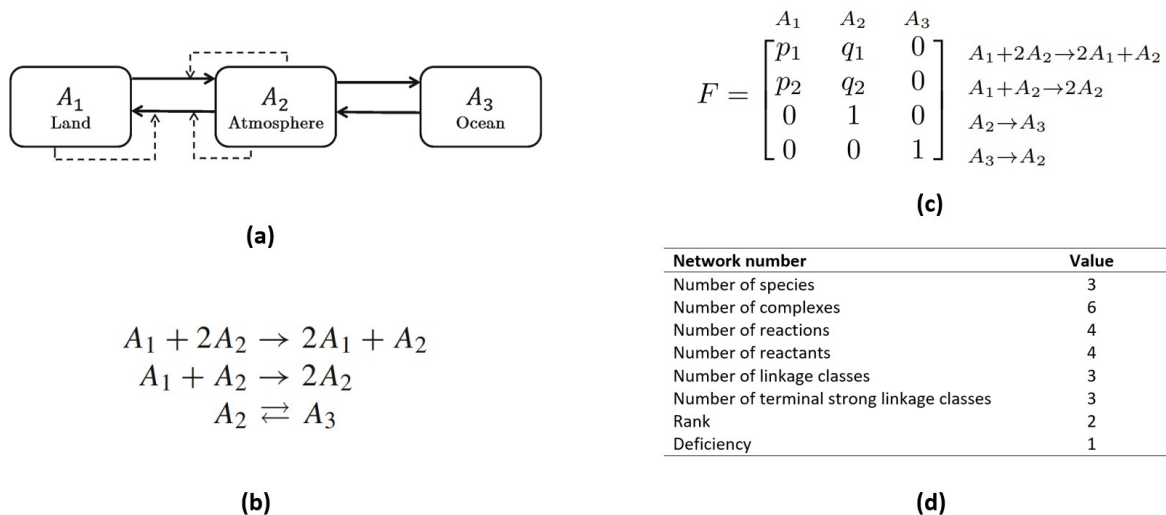 A₁
Land
A₂
Atmosphere
A₃
Ocean
(a)
A₁ + 2A₂ → 2A₁ + A₂
A₁ + A₂ → 2A₂
A₂ ⇄ A₃
(b)
A₁ A₂ A₃
F =
p₁ q₁ 0 A₁+2A₂→2A₁+A₂
p₂ q₂ 0 A₁+A₂→2A₂
0 1 0 A₂→A₃
0 0 1 A₃→A₂
(c)
Network number Value
Number of species 3
Number of complexes 6
Number of reactions 4
Number of reactants 4
Number of linkage classes 3
Number of terminal strong linkage classes 3
Rank 2
Deficiency 1
(d)